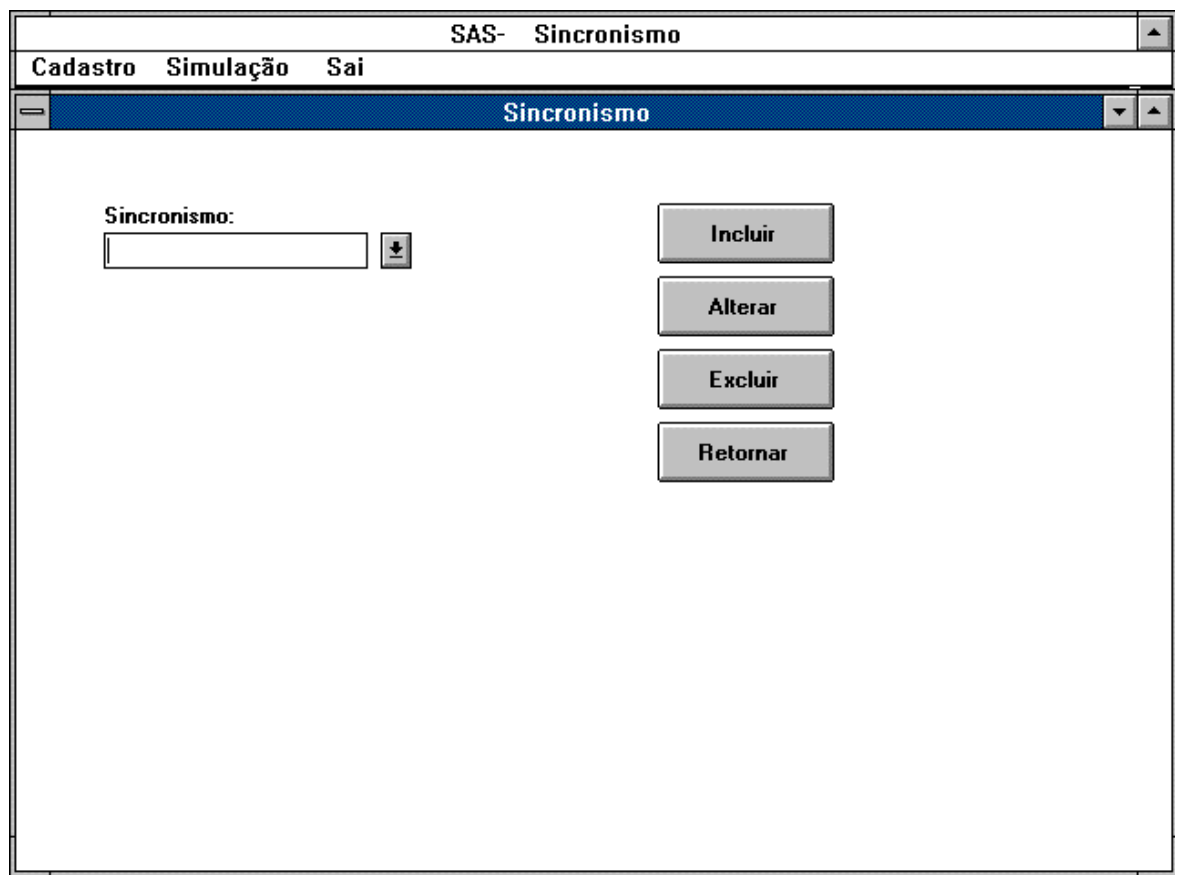 SAS- Sincronismo
Cadastro Simulação Sai
Sincronismo
Sincronismo:
Incluir
Alterar
Excluir
Retornar